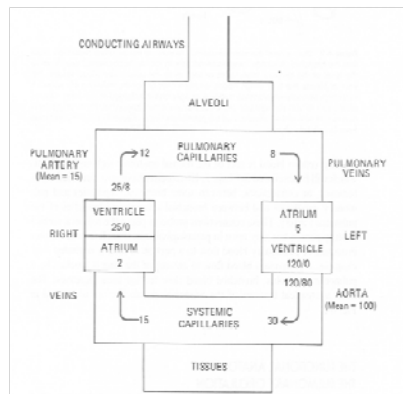 CONDUCTING AIRWAYS
ALVEOLI
PULMONARY
ARTERY
(Mean = 15)
12
PULMONARY
CAPILLARIES
8
PULMONARY
VEINS
25/8
RIGHT
VENTRICLE
25/0
ATRIUM
2
ATRIUM
5
VENTRICLE
120/0
LEFT
120/80
VEINS
AORTA
(Mean = 100)
15
SYSTEMIC
CAPILLARIES
30
TISSUES